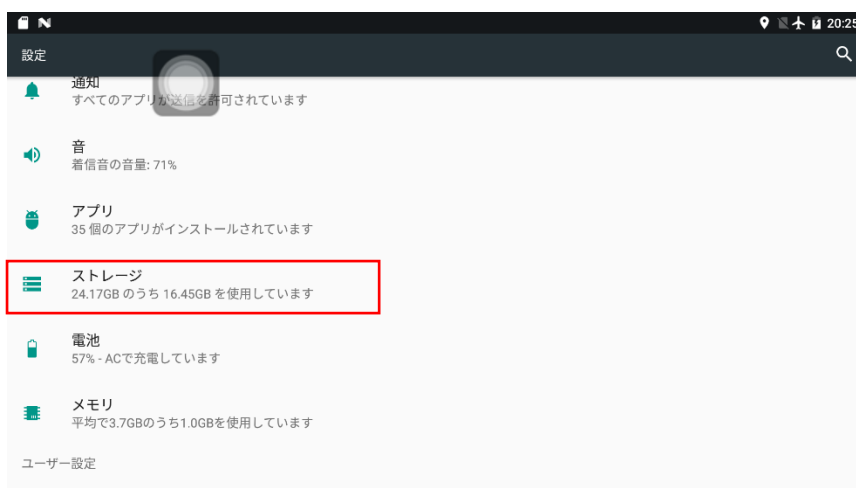 20:25
設定
通知
すべてのアプリが送信を許可されています
音
着信音の音量: 71%
アプリ
35 個のアプリがインストールされています
ストレージ
24.17GB のうち 16.45GB を使用しています
電池
57% - ACで充電しています
メモリ
平均で3.7GBのうち1.0GBを使用しています
ユーザー設定